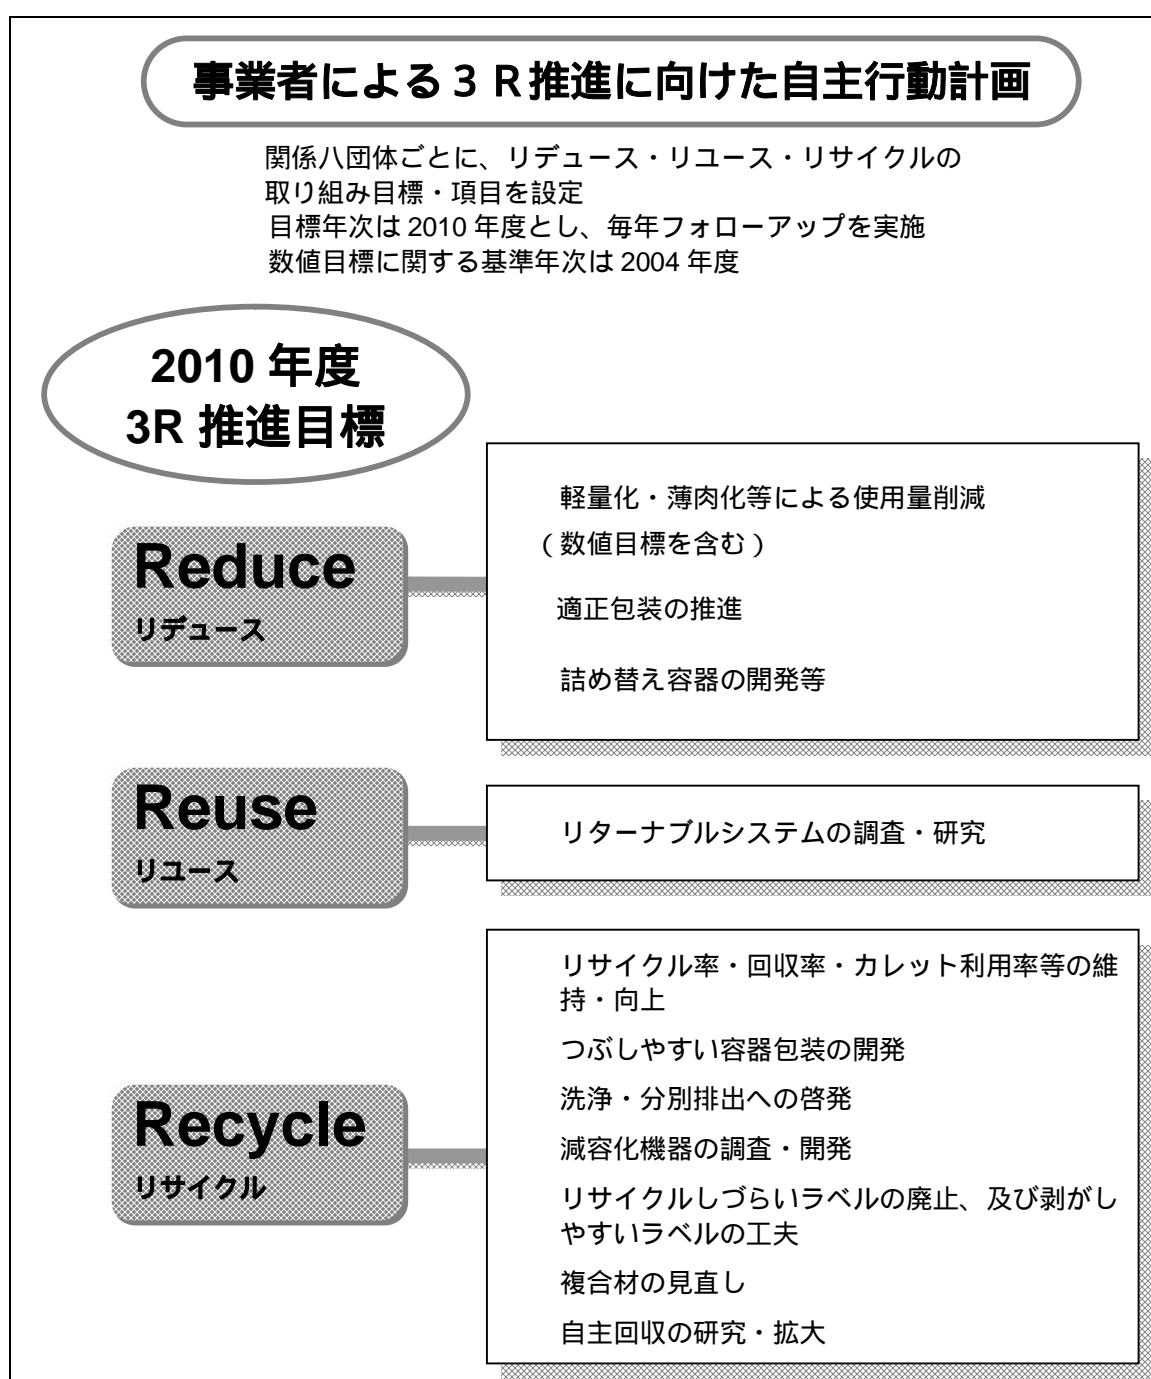 事業者による３Ｒ推進に向けた自主行動計画
関係八団体ごとに、リデュース・リユース・リサイクルの
取り組み目標・項目を設定
目標年次は 2010 年度とし、毎年フォローアップを実施
数値目標に関する基準年次は 2004 年度
2010 年度
3R 推進目標
Reduce
リデュース
軽量化・薄肉化等による使用量削減
（数値目標を含む）
適正包装の推進
詰め替え容器の開発等
Reuse
リユース
リターナブルシステムの調査・研究
Recycle
リサイクル
リサイクル率・回収率・カレット利用率等の維
持・向上
つぶしやすい容器包装の開発
洗浄・分別排出への啓発
減容化機器の調査・開発
リサイクルしづらいラベルの廃止、及び剥がし
やすいラベルの工夫
複合材の見直し
自主回収の研究・拡大